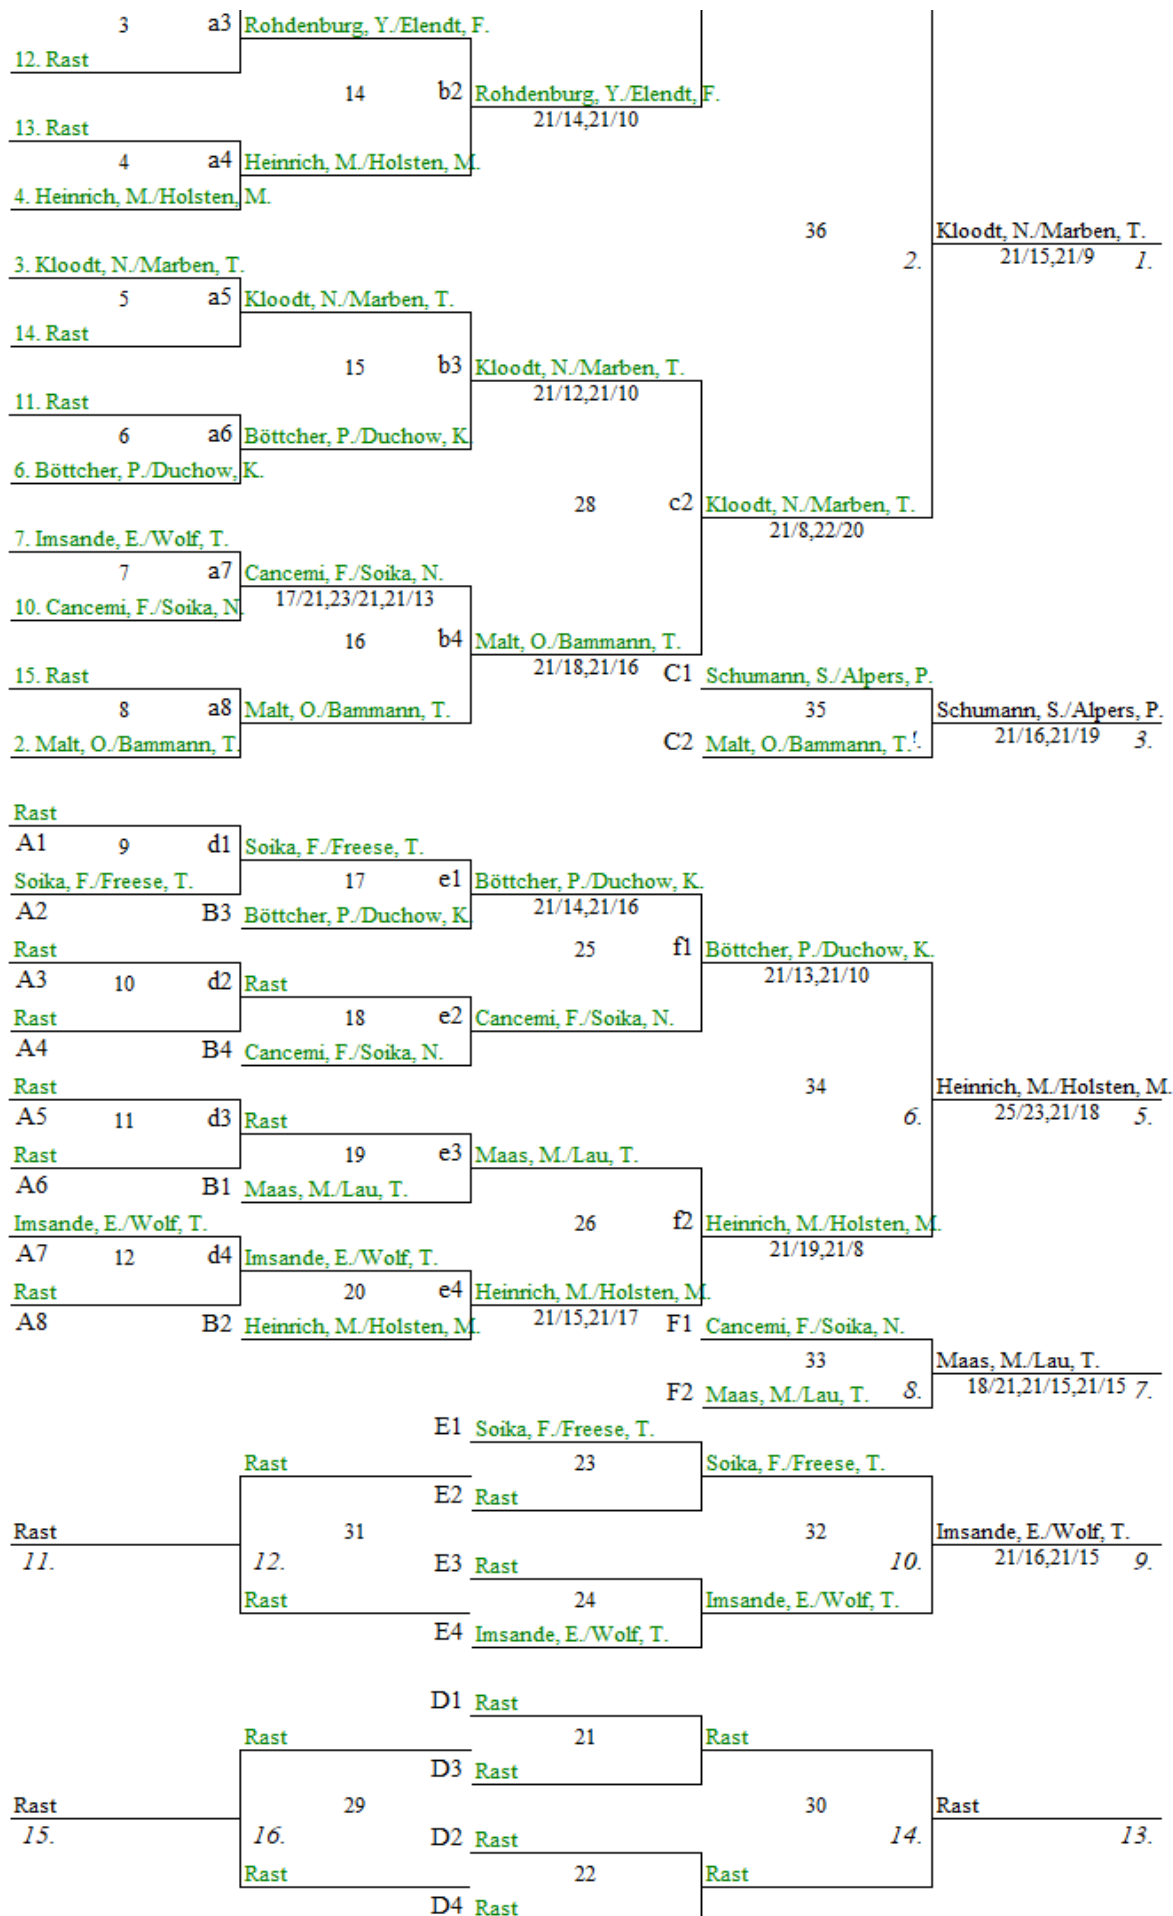 3 a3 Rohdenburg, Y./Elendt, F.
12. Rast
14 b2 Rohdenburg, Y./Elendt, F.
21/14,21/10
13. Rast
4 a4 Heinrich, M./Holsten, M.
4. Heinrich, M./Holsten, M.
36 Kloodt, N./Marben, T.
2. 21/15,21/9 1.
3. Kloodt, N./Marben, T.
5 a5 Kloodt, N./Marben, T.
14. Rast
15 b3 Kloodt, N./Marben, T.
21/12,21/10
11. Rast
6 a6 Böttcher, P./Duchow, K.
6. Böttcher, P./Duchow, K.
28 c2 Kloodt, N./Marben, T.
21/8,22/20
7. Imsande, E./Wolf, T.
7 a7 Cancemi, F./Soika, N.
10. Cancemi, F./Soika, N. 17/21,23/21,21/13
16 b4 Malt, O./Bammann, T.
21/18,21/16
15. Rast C1 Schumann, S./Alpers, P.
8 a8 Malt, O./Bammann, T. 35 Schumann, S./Alpers, P.
21/16,21/19 3.
2. Malt, O./Bammann, T. C2 Malt, O./Bammann, T.
Rast
A1 9 d1 Soika, F./Freese, T.
Soika, F./Freese, T. 17 e1 Böttcher, P./Duchow, K.
A2 B3 Böttcher, P./Duchow, K. 21/14,21/16
Rast 25 f1 Böttcher, P./Duchow, K.
A3 10 d2 Rast 21/13,21/10
Rast 18 e2 Cancemi, F./Soika, N.
A4 B4 Cancemi, F./Soika, N.
Rast 34 Heinrich, M./Holsten, M.
A5 11 d3 Rast 6. 25/23,21/18 5.
Rast 19 e3 Maas, M./Lau, T.
A6 B1 Maas, M./Lau, T.
Imsande, E./Wolf, T. 26 f2 Heinrich, M./Holsten, M.
A7 12 d4 Imsande, E./Wolf, T. 21/19,21/8
Rast 20 e4 Heinrich, M./Holsten, M.
A8 B2 Heinrich, M./Holsten, M. 21/15,21/17 F1 Cancemi, F./Soika, N.
33 Maas, M./Lau, T.
F2 Maas, M./Lau, T. 8. 18/21,21/15,21/15 7.
E1 Soika, F./Freese, T.
Rast 23 Soika, F./Freese, T.
E2 Rast
Rast 31 32 Imsande, E./Wolf, T.
11. 12. E3 Rast 10. 21/16,21/15 9.
Rast 24 Imsande, E./Wolf, T.
E4 Imsande, E./Wolf, T.
D1 Rast
Rast 21 Rast
D3 Rast
Rast 29 30 Rast
15. 16. D2 Rast 14. 13.
Rast 22 Rast
D4 Rast